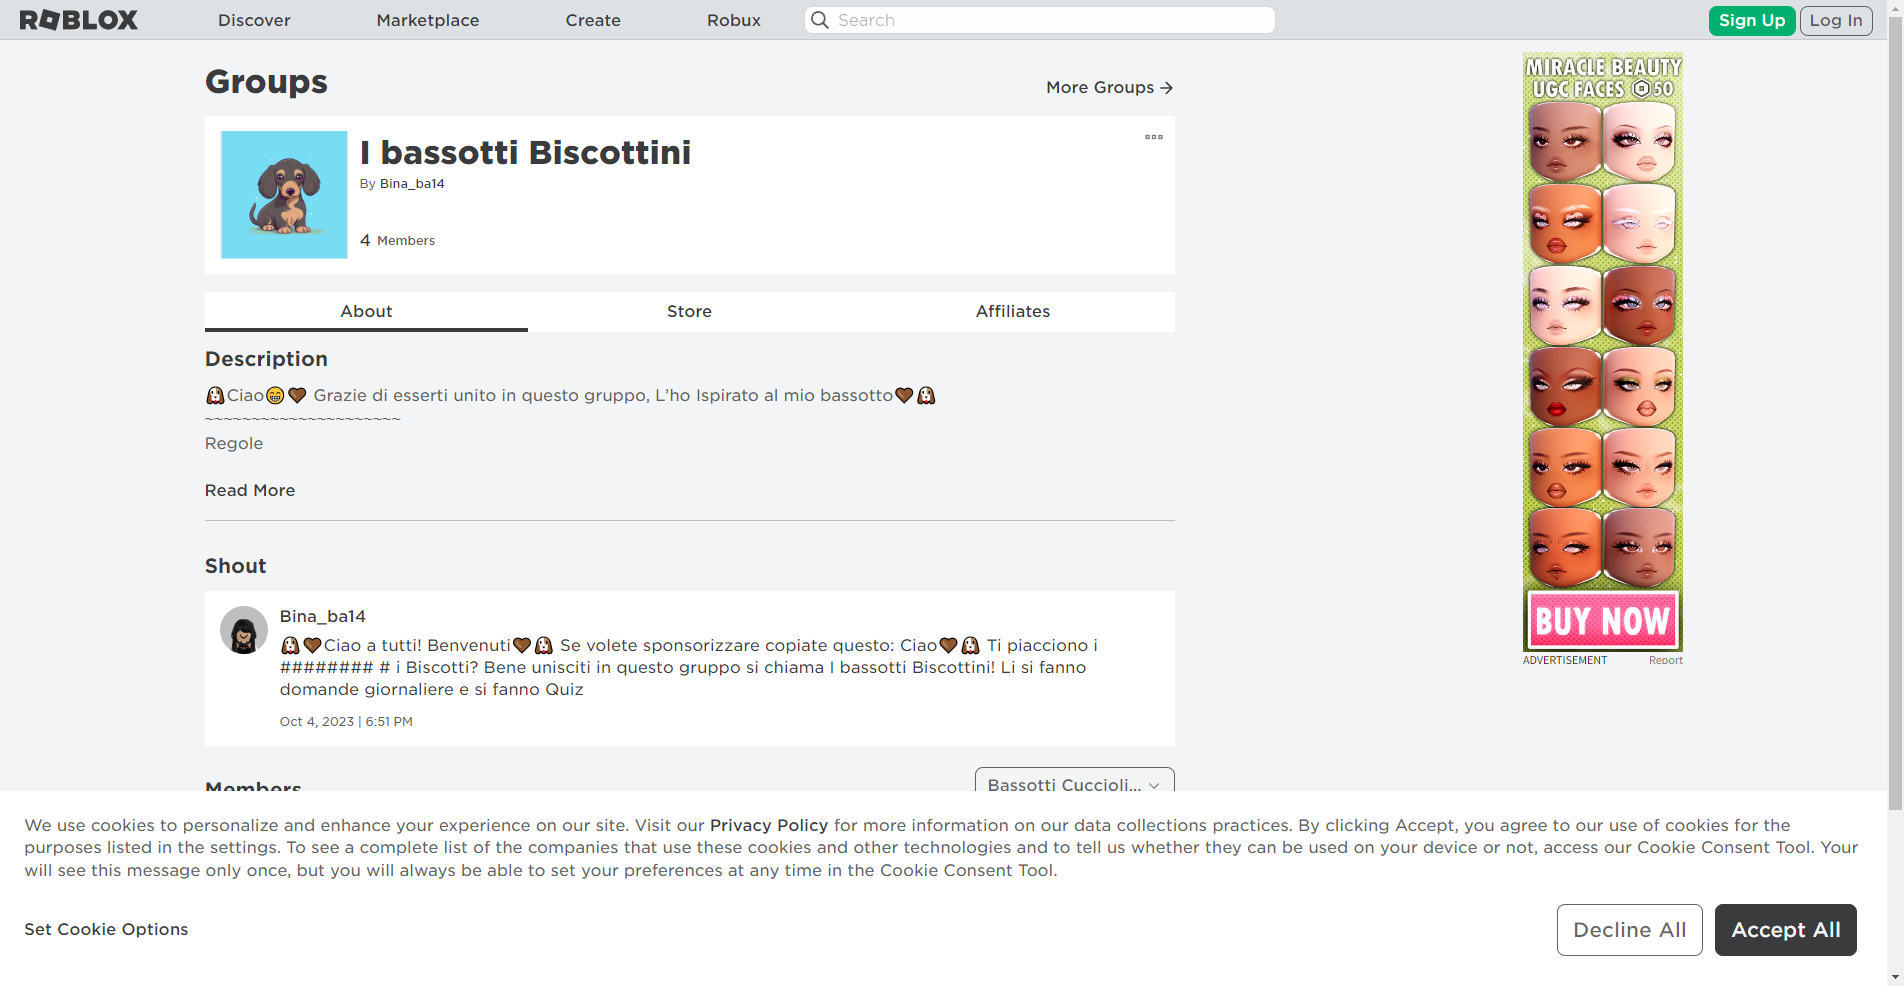 ROBLOX
Discover
Marketplace
Create
Robux
Search
Sign Up
Log In
Groups
More Groups →
I bassotti Biscottini
By Bina_ba14
4 Members
About
Store
Affiliates
Description
🐶Ciao😁🤎 Grazie di esserti unito in questo gruppo, L'ho Ispirato al mio bassotto🤎🐶
~~~~~~~~~~~~~~~~~~~~~
Regole
Read More
Shout
Bina_ba14
🐶🤎Ciao a tutti! Benvenuti🤎🐶 Se volete sponsorizzare copiate questo: Ciao🤎🐶 Ti piacciono i
######## # i Biscotti? Bene unisciti in questo gruppo si chiama I bassotti Biscottini! Li si fanno
domande giornaliere e si fanno Quiz
Oct 4, 2023 | 6:51 PM
Members
Bassotti Cuccioli...
MIRACLE BEAUTY
UGC FACES 50
BUY NOW
ADVERTISEMENT
Report
We use cookies to personalize and enhance your experience on our site. Visit our Privacy Policy for more information on our data collections practices. By clicking Accept, you agree to our use of cookies for the
purposes listed in the settings. To see a complete list of the companies that use these cookies and other technologies and to tell us whether they can be used on your device or not, access our Cookie Consent Tool. Your
will see this message only once, but you will always be able to set your preferences at any time in the Cookie Consent Tool.
Set Cookie Options
Decline All
Accept All